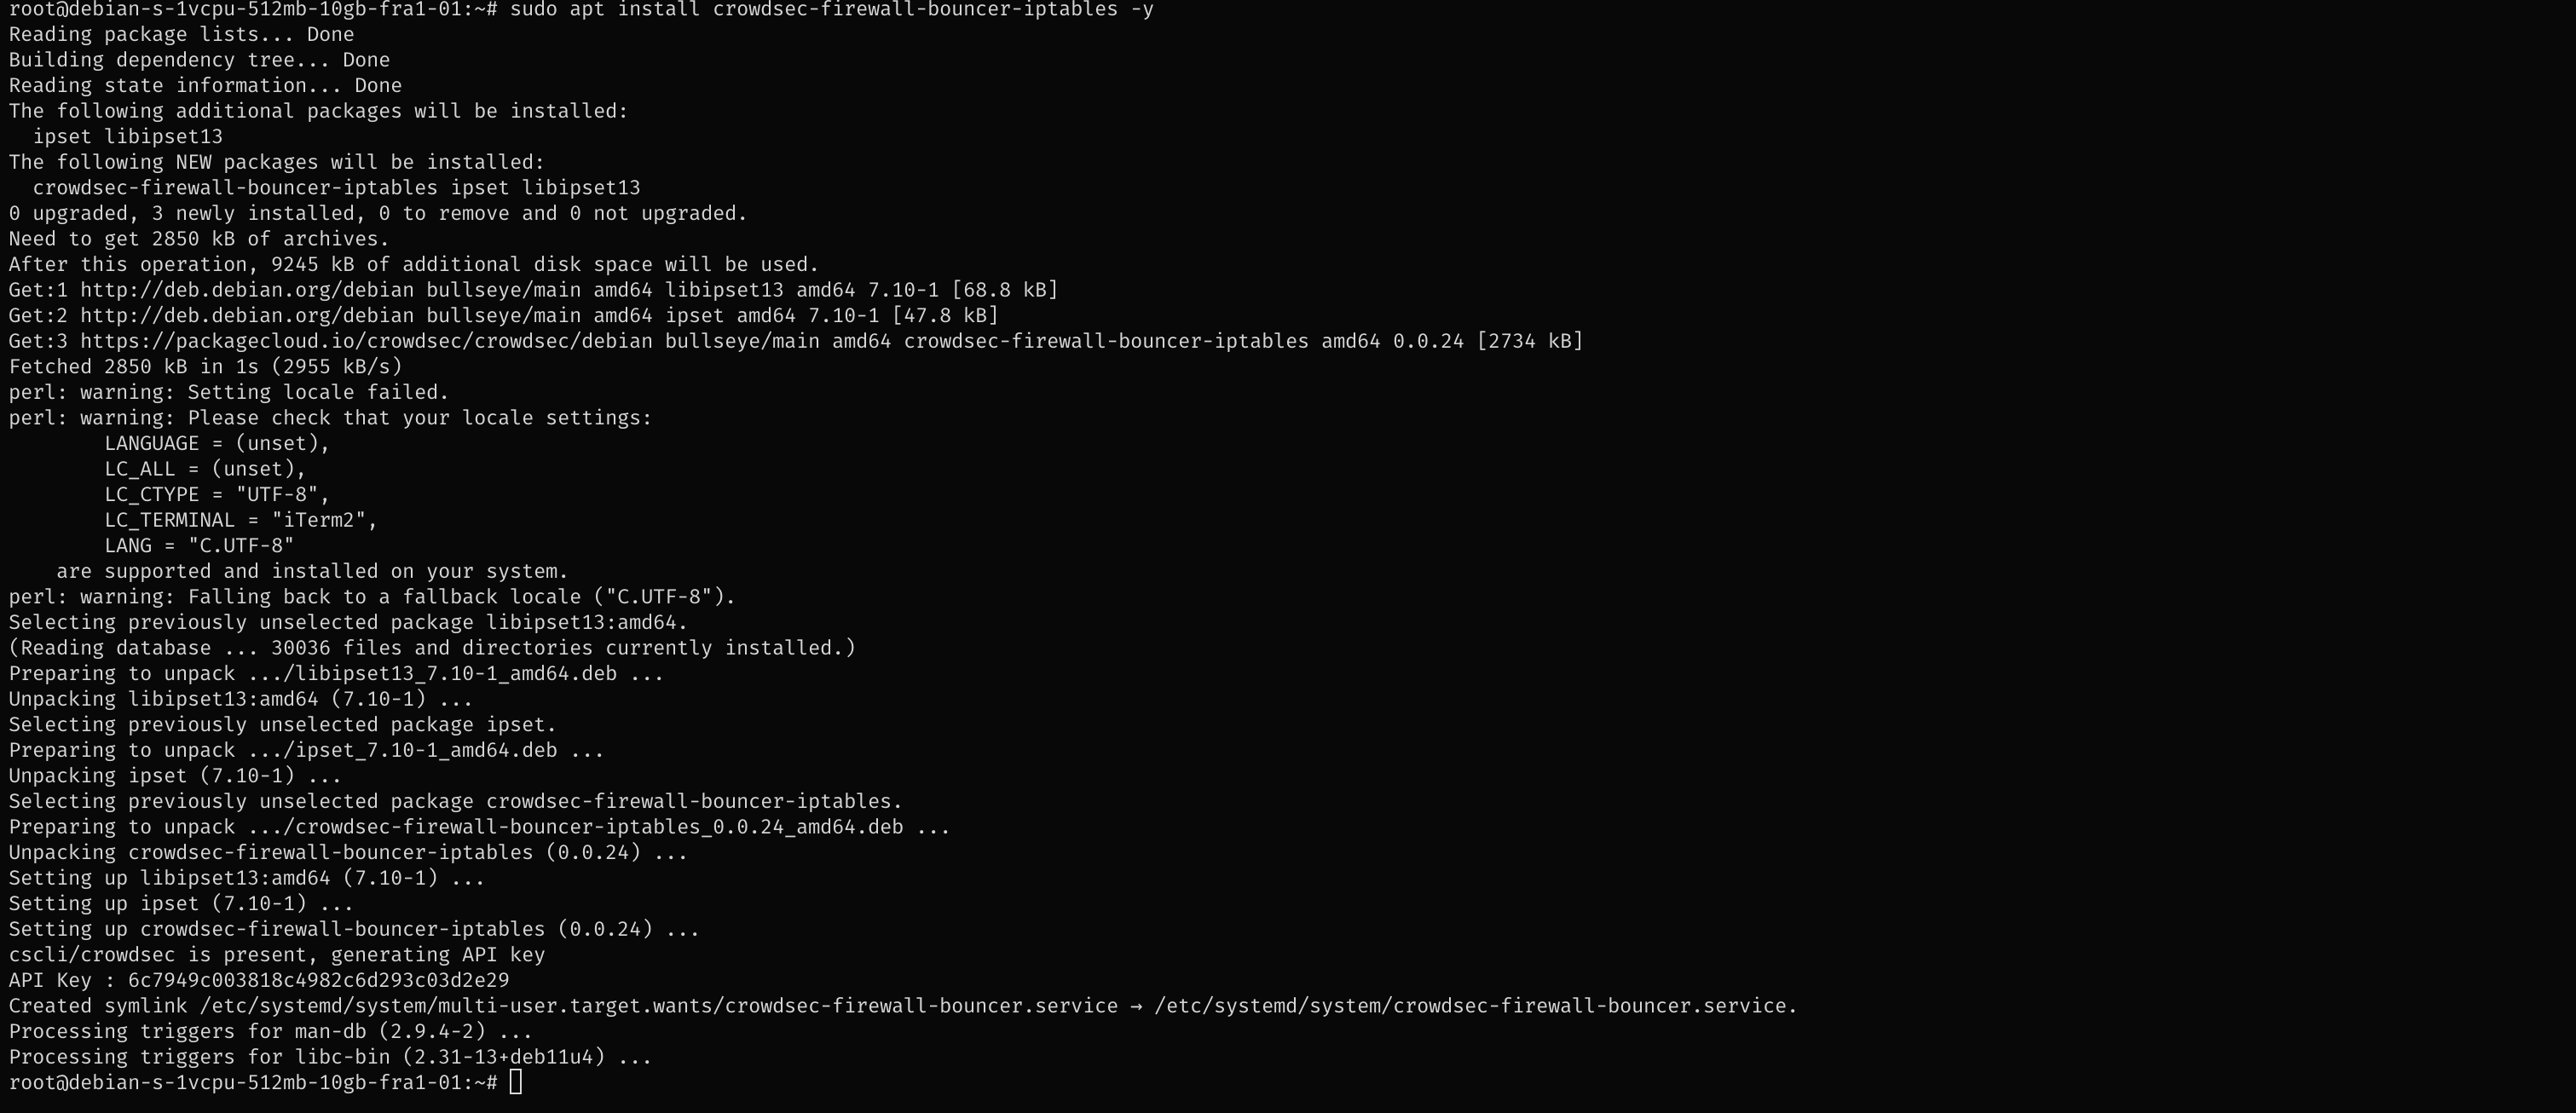 root@debian-s-1vcpu-512mb-10gb-fra1-01:~# sudo apt install crowdsec-firewall-bouncer-iptables -y
Reading package lists... Done
Building dependency tree... Done
Reading state information... Done
The following additional packages will be installed:
  ipset libipset13
The following NEW packages will be installed:
  crowdsec-firewall-bouncer-iptables ipset libipset13
0 upgraded, 3 newly installed, 0 to remove and 0 not upgraded.
Need to get 2850 kB of archives.
After this operation, 9245 kB of additional disk space will be used.
Get:1 http://deb.debian.org/debian bullseye/main amd64 libipset13 amd64 7.10-1 [68.8 kB]
Get:2 http://deb.debian.org/debian bullseye/main amd64 ipset amd64 7.10-1 [47.8 kB]
Get:3 https://packagecloud.io/crowdsec/crowdsec/debian bullseye/main amd64 crowdsec-firewall-bouncer-iptables amd64 0.0.24 [2734 kB]
Fetched 2850 kB in 1s (2955 kB/s)
perl: warning: Setting locale failed.
perl: warning: Please check that your locale settings:
        LANGUAGE = (unset),
        LC_ALL = (unset),
        LC_CTYPE = "UTF-8",
        LC_TERMINAL = "iTerm2",
        LANG = "C.UTF-8"
    are supported and installed on your system.
perl: warning: Falling back to a fallback locale ("C.UTF-8").
Selecting previously unselected package libipset13:amd64.
(Reading database ... 30036 files and directories currently installed.)
Preparing to unpack .../libipset13_7.10-1_amd64.deb ...
Unpacking libipset13:amd64 (7.10-1) ...
Selecting previously unselected package ipset.
Preparing to unpack .../ipset_7.10-1_amd64.deb ...
Unpacking ipset (7.10-1) ...
Selecting previously unselected package crowdsec-firewall-bouncer-iptables.
Preparing to unpack .../crowdsec-firewall-bouncer-iptables_0.0.24_amd64.deb ...
Unpacking crowdsec-firewall-bouncer-iptables (0.0.24) ...
Setting up libipset13:amd64 (7.10-1) ...
Setting up ipset (7.10-1) ...
Setting up crowdsec-firewall-bouncer-iptables (0.0.24) ...
cscli/crowdsec is present, generating API key
API Key : 6c7949c003818c4982c6d293c03d2e29
Created symlink /etc/systemd/system/multi-user.target.wants/crowdsec-firewall-bouncer.service → /etc/systemd/system/crowdsec-firewall-bouncer.service.
Processing triggers for man-db (2.9.4-2) ...
Processing triggers for libc-bin (2.31-13+deb11u4) ...
root@debian-s-1vcpu-512mb-10gb-fra1-01:~#